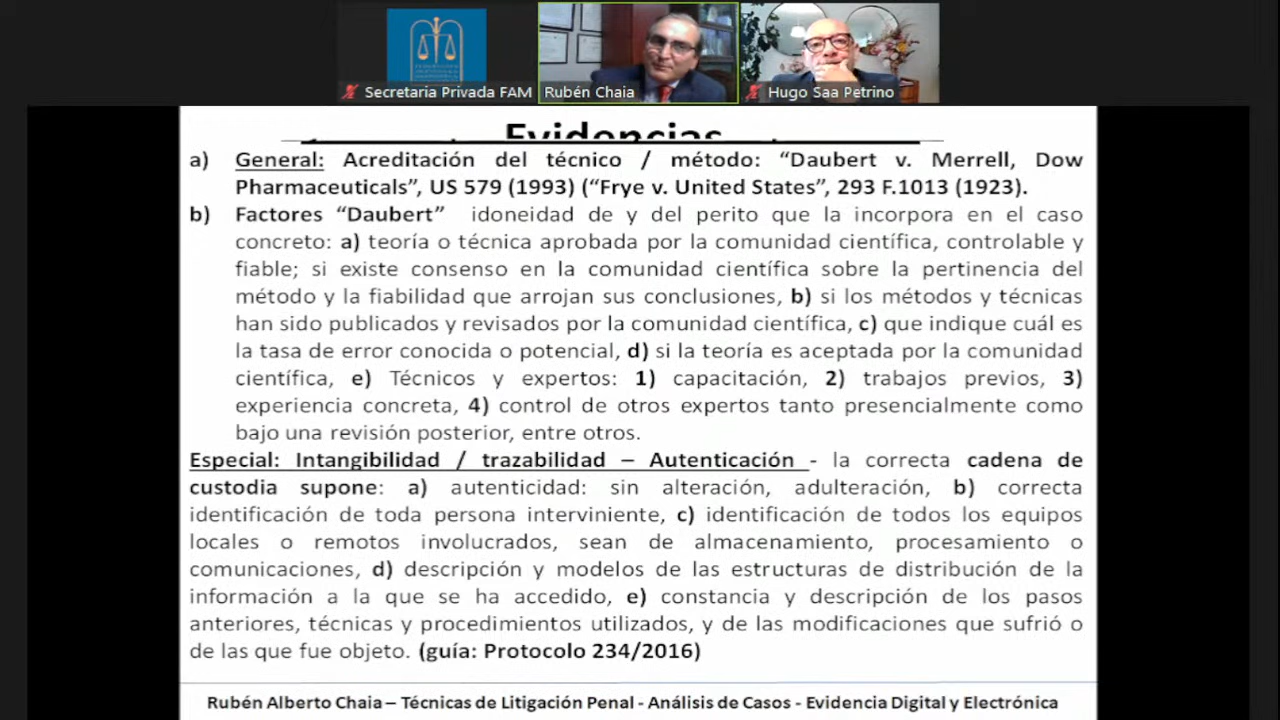 Secretaria Privada FAM
Rubén Chaia
Hugo Saa Petrino
Evidencias
a) General: Acreditación del técnico / método: “Daubert v. Merrell, Dow
Pharmaceuticals”, US 579 (1993) (“Frye v. United States”, 293 F.1013 (1923).
b) Factores “Daubert” idoneidad de y del perito que la incorpora en el caso
concreto: a) teoría o técnica aprobada por la comunidad científica, controlable y
fiable; si existe consenso en la comunidad científica sobre la pertinencia del
método y la fiabilidad que arrojan sus conclusiones, b) si los métodos y técnicas
han sido publicados y revisados por la comunidad científica, c) que indique cuál es
la tasa de error conocida o potencial, d) si la teoría es aceptada por la comunidad
científica, e) Técnicos y expertos: 1) capacitación, 2) trabajos previos, 3)
experiencia concreta, 4) control de otros expertos tanto presencialmente como
bajo una revisión posterior, entre otros.
Especial: Intangibilidad / trazabilidad – Autenticación - la correcta cadena de
custodia supone: a) autenticidad: sin alteración, adulteración, b) correcta
identificación de toda persona interviniente, c) identificación de todos los equipos
locales o remotos involucrados, sean de almacenamiento, procesamiento o
comunicaciones, d) descripción y modelos de las estructuras de distribución de la
información a la que se ha accedido, e) constancia y descripción de los pasos
anteriores, técnicas y procedimientos utilizados, y de las modificaciones que sufrió o
de las que fue objeto. (guía: Protocolo 234/2016)
Rubén Alberto Chaia – Técnicas de Litigación Penal - Análisis de Casos - Evidencia Digital y Electrónica